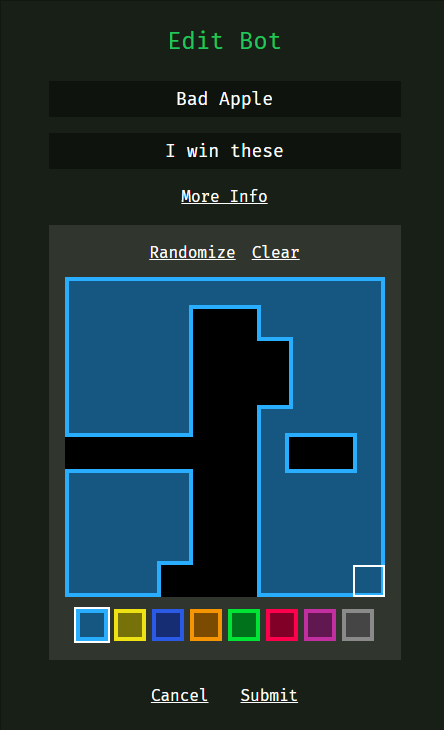 Edit Bot
Bad Apple
I win these
More Info
Randomize Clear
Cancel Submit